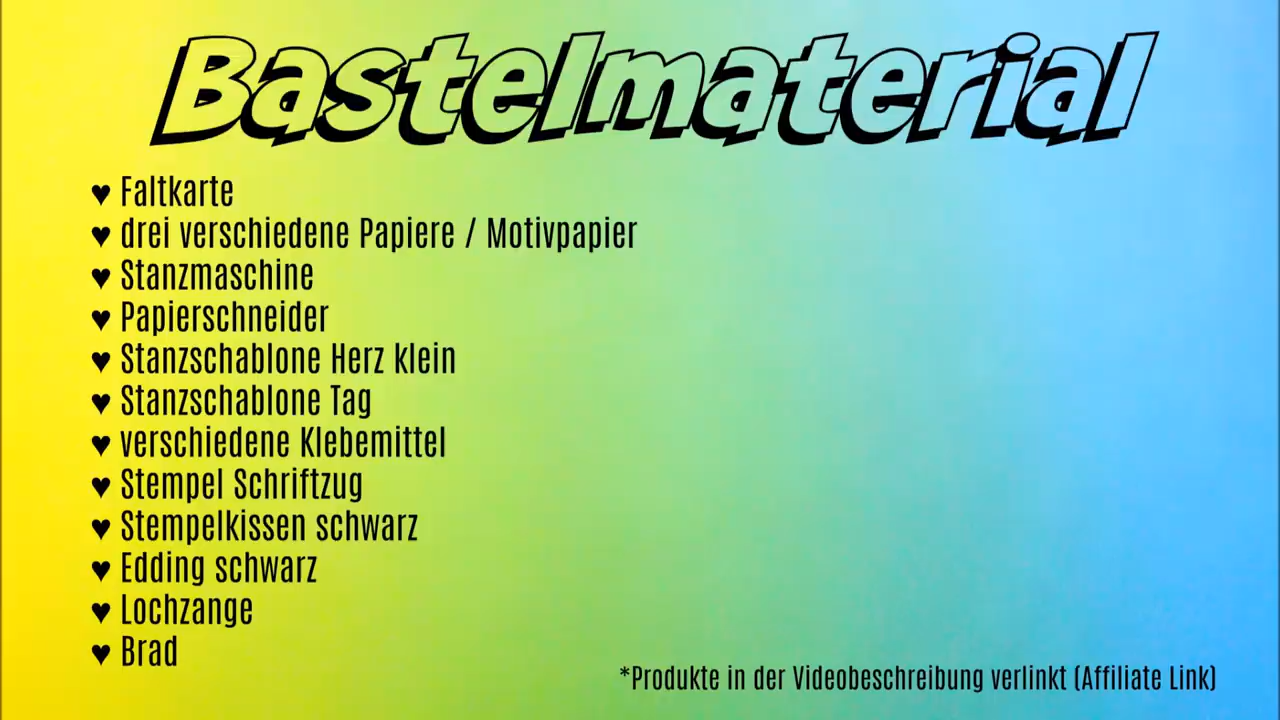 Bastelmaterial
♥ Faltkarte
♥ drei verschiedene Papiere / Motivpapier
♥ Stanzmaschine
♥ Papierschneider
♥ Stanzschablone Herz klein
♥ Stanzschablone Tag
♥ verschiedene Klebemittel
♥ Stempel Schriftzug
♥ Stempelkissen schwarz
♥ Edding schwarz
♥ Lochzange
♥ Brad
*Produkte in der Videobeschreibung verlinkt (Affiliate Link)